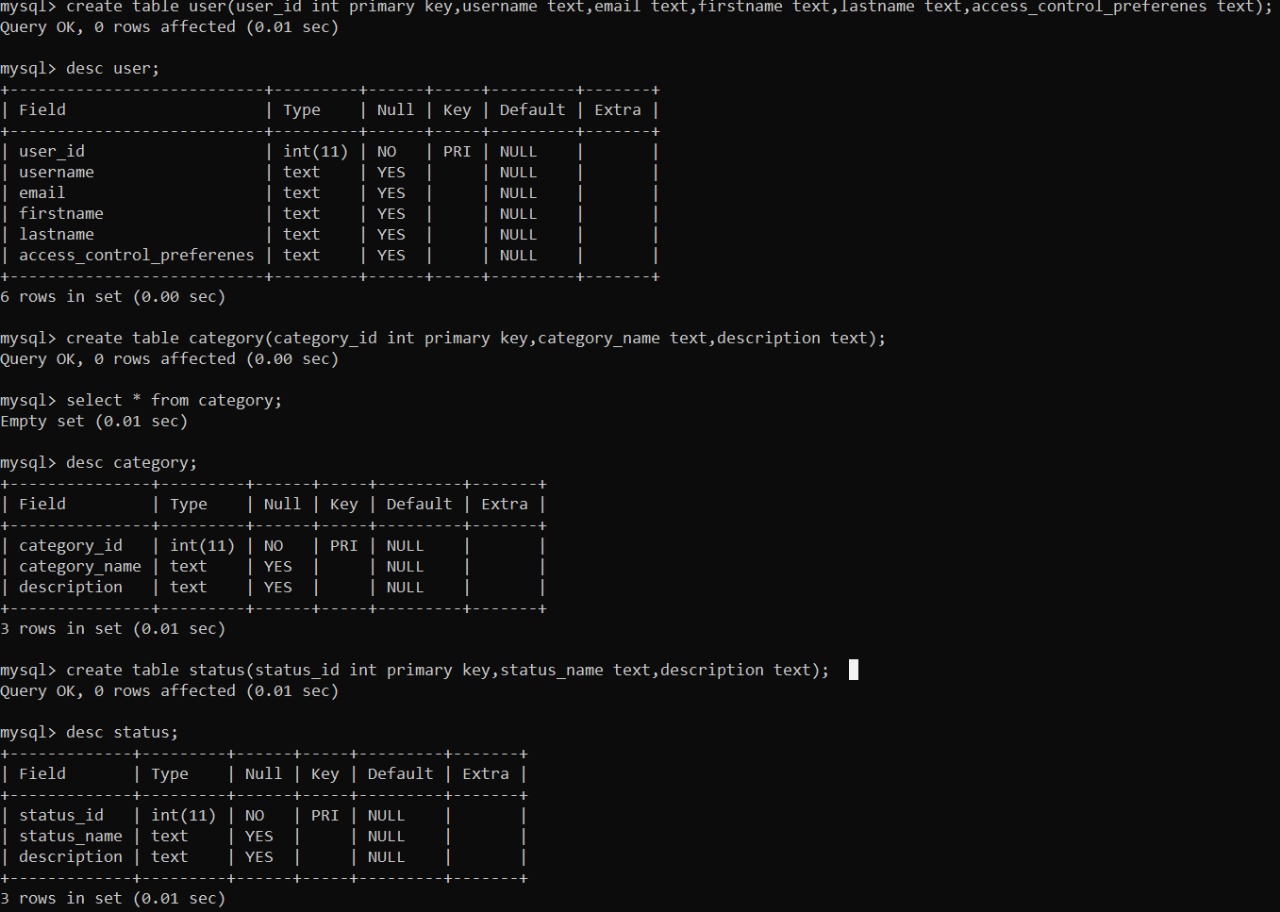 mysql> create table user(user_id int primary key,username text,email text,firstname text,lastname text,access_control_preferenes text);
Query OK, 0 rows affected (0.01 sec)
mysql> desc user;
+---------------------------+---------+------+-----+---------+-------+
| Field                     | Type    | Null | Key | Default | Extra |
+---------------------------+---------+------+-----+---------+-------+
| user_id                   | int(11) | NO   | PRI | NULL    |       |
| username                  | text    | YES  |     | NULL    |       |
| email                     | text    | YES  |     | NULL    |       |
| firstname                 | text    | YES  |     | NULL    |       |
| lastname                  | text    | YES  |     | NULL    |       |
| access_control_preferenes | text    | YES  |     | NULL    |       |
+---------------------------+---------+------+-----+---------+-------+
6 rows in set (0.00 sec)
mysql> create table category(category_id int primary key,category_name text,description text);
Query OK, 0 rows affected (0.00 sec)
mysql> select * from category;
Empty set (0.01 sec)
mysql> desc category;
+---------------+---------+------+-----+---------+-------+
| Field         | Type    | Null | Key | Default | Extra |
+---------------+---------+------+-----+---------+-------+
| category_id   | int(11) | NO   | PRI | NULL    |       |
| category_name | text    | YES  |     | NULL    |       |
| description   | text    | YES  |     | NULL    |       |
+---------------+---------+------+-----+---------+-------+
3 rows in set (0.01 sec)
mysql> create table status(status_id int primary key,status_name text,description text);
Query OK, 0 rows affected (0.01 sec)
mysql> desc status;
+-------------+---------+------+-----+---------+-------+
| Field       | Type    | Null | Key | Default | Extra |
+-------------+---------+------+-----+---------+-------+
| status_id   | int(11) | NO   | PRI | NULL    |       |
| status_name | text    | YES  |     | NULL    |       |
| description | text    | YES  |     | NULL    |       |
+-------------+---------+------+-----+---------+-------+
3 rows in set (0.01 sec)